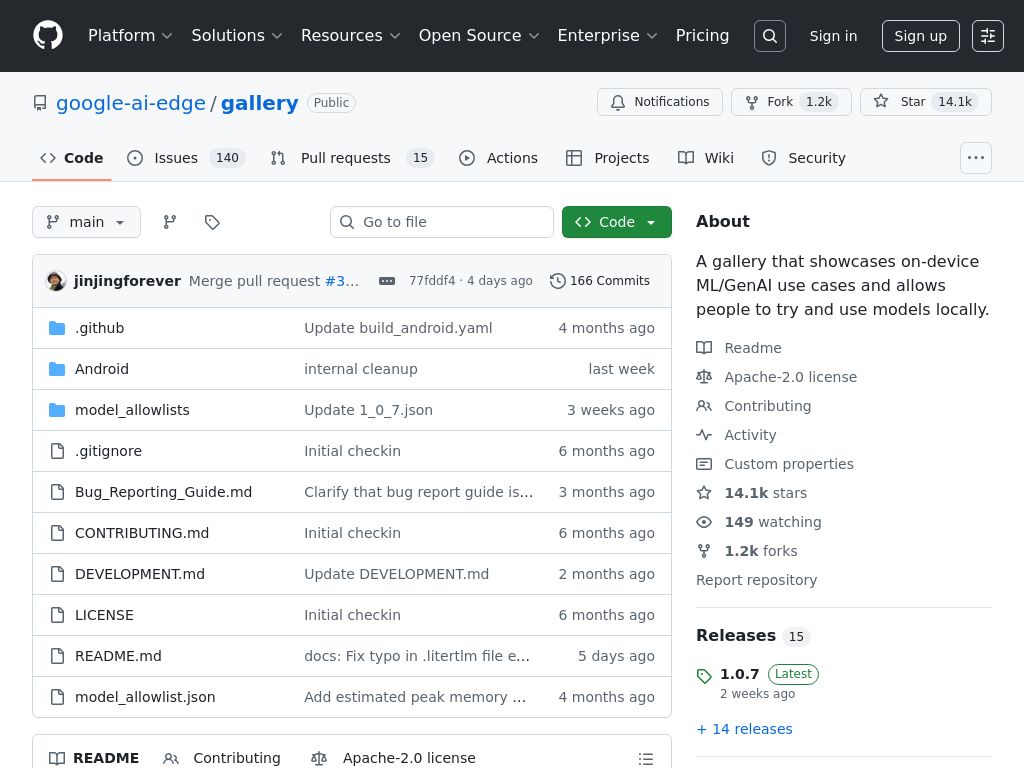 Platform Solutions Resources Open Source Enterprise Pricing Sign in Sign up
google-ai-edge / gallery Public Notifications Fork 1.2k Star 14.1k
Code Issues 140 Pull requests 15 Actions Projects Wiki Security
main Go to file Code
jinjingforever Merge pull request #3... 77fddf4 · 4 days ago 166 Commits
.github Update build_android.yaml 4 months ago
Android internal cleanup last week
model_allowlists Update 1_0_7.json 3 weeks ago
.gitignore Initial checkin 6 months ago
Bug_Reporting_Guide.md Clarify that bug report guide is... 3 months ago
CONTRIBUTING.md Initial checkin 6 months ago
DEVELOPMENT.md Update DEVELOPMENT.md 2 months ago
LICENSE Initial checkin 6 months ago
README.md docs: Fix typo in .litertlm file e... 5 days ago
model_allowlist.json Add estimated peak memory ... 4 months ago
README Contributing Apache-2.0 license
About
A gallery that showcases on-device
ML/GenAI use cases and allows
people to try and use models locally.
Readme
Apache-2.0 license
Contributing
Activity
Custom properties
14.1k stars
149 watching
1.2k forks
Report repository
Releases 15
1.0.7 Latest
2 weeks ago
+ 14 releases